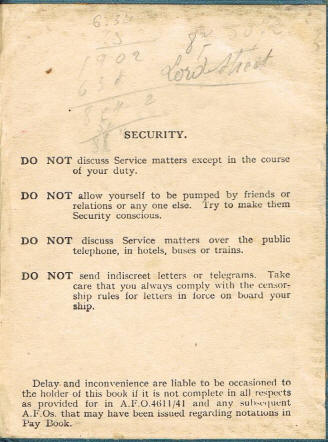 Lord Street
1902
SECURITY.
DO NOT discuss Service matters except in the course
of your duty.
DO NOT allow yourself to be pumped by friends or
relations or any one else. Try to make them
Security conscious.
DO NOT discuss Service matters over the public
telephone, in hotels, buses or trains.
DO NOT send indiscreet letters or telegrams. Take
care that you always comply with the censor-
ship rules for letters in force on board your
ship.
Delay and inconvenience are liable to be occasioned to
the holder of this book if it is not complete in all respects
as provided for in A.F.O.4611/41 and any subsequent
A.F.Os. that may have been issued regarding notations in
Pay Book.